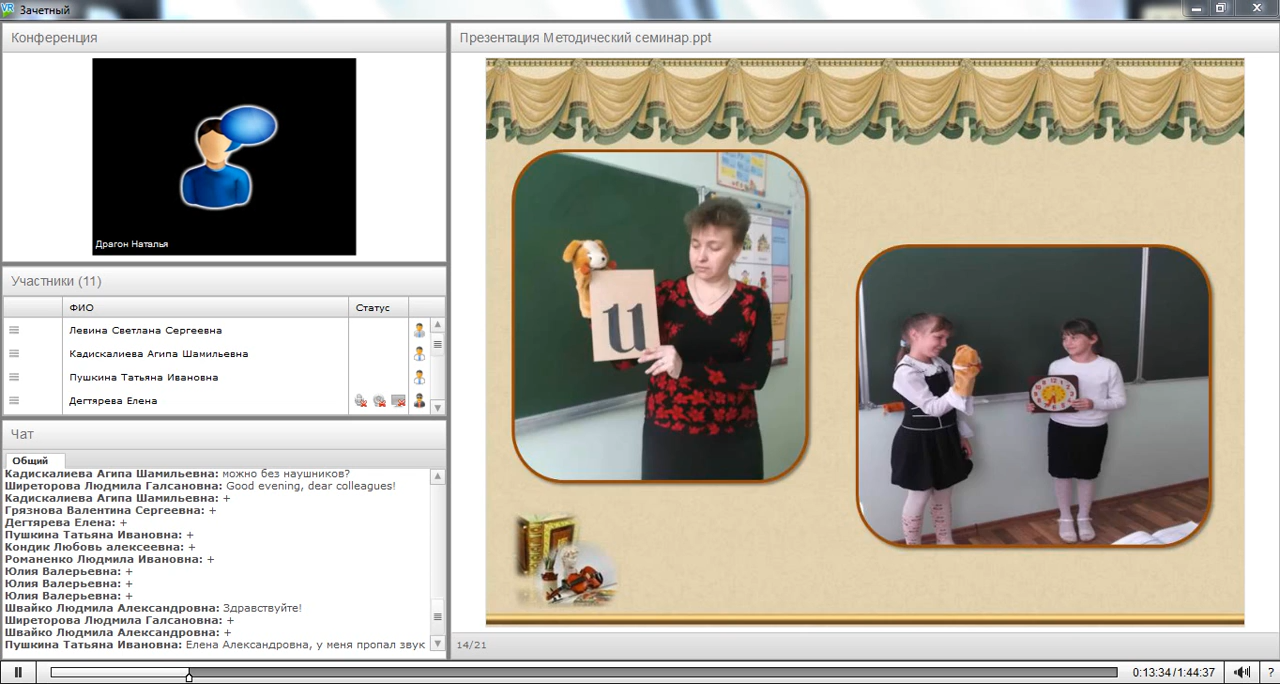 VR
Зачетный
Конференция
Драгон Наталья
Участники (11)
ФИО
Статус
Левина Светлана Сергеевна
Кадискалиева Агипа Шамильевна
Пушкина Татьяна Ивановна
Дегтярева Елена
Чат
Общий
Кадискалиева Агипа Шамильевна: можно без наушников?
Ширеторова Людмила Галсановна: Good evening, dear colleagues!
Кадискалиева Агипа Шамильевна: +
Грязнова Валентина Сергеевна: +
Дегтярева Елена: +
Пушкина Татьяна Ивановна: +
Кондик Любовь алексеевна: +
Романенко Людмила Ивановна: +
Юлия Валерьевна: +
Юлия Валерьевна: +
Юлия Валерьевна: +
Швайко Людмила Александровна: Здравствуйте!
Ширеторова Людмила Галсановна: +
Швайко Людмила Александровна: +
Пушкина Татьяна Ивановна: Елена Александровна, у меня пропал звук
Презентация Методический семинар.ppt
и
14/21
0:13:34/1:44:37
?